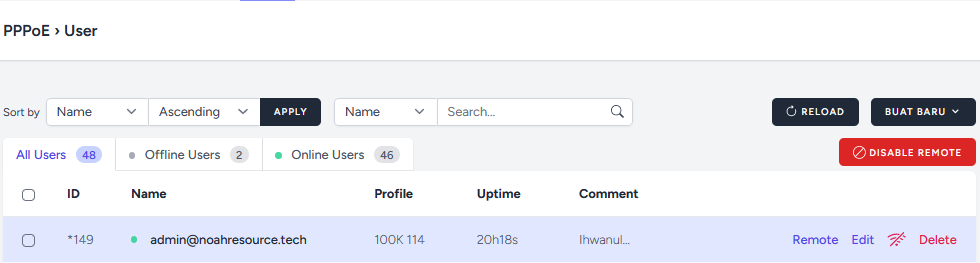 PPPoE › User
Sort by Name Ascending APPLY Name Search... RELOAD BUAT BARU
All Users 48 Offline Users 2 Online Users 46 DISABLE REMOTE
ID Name Profile Uptime Comment
*149 admin@noahresource.tech 100K 114 20h18s Ihwanul... Remote Edit Delete